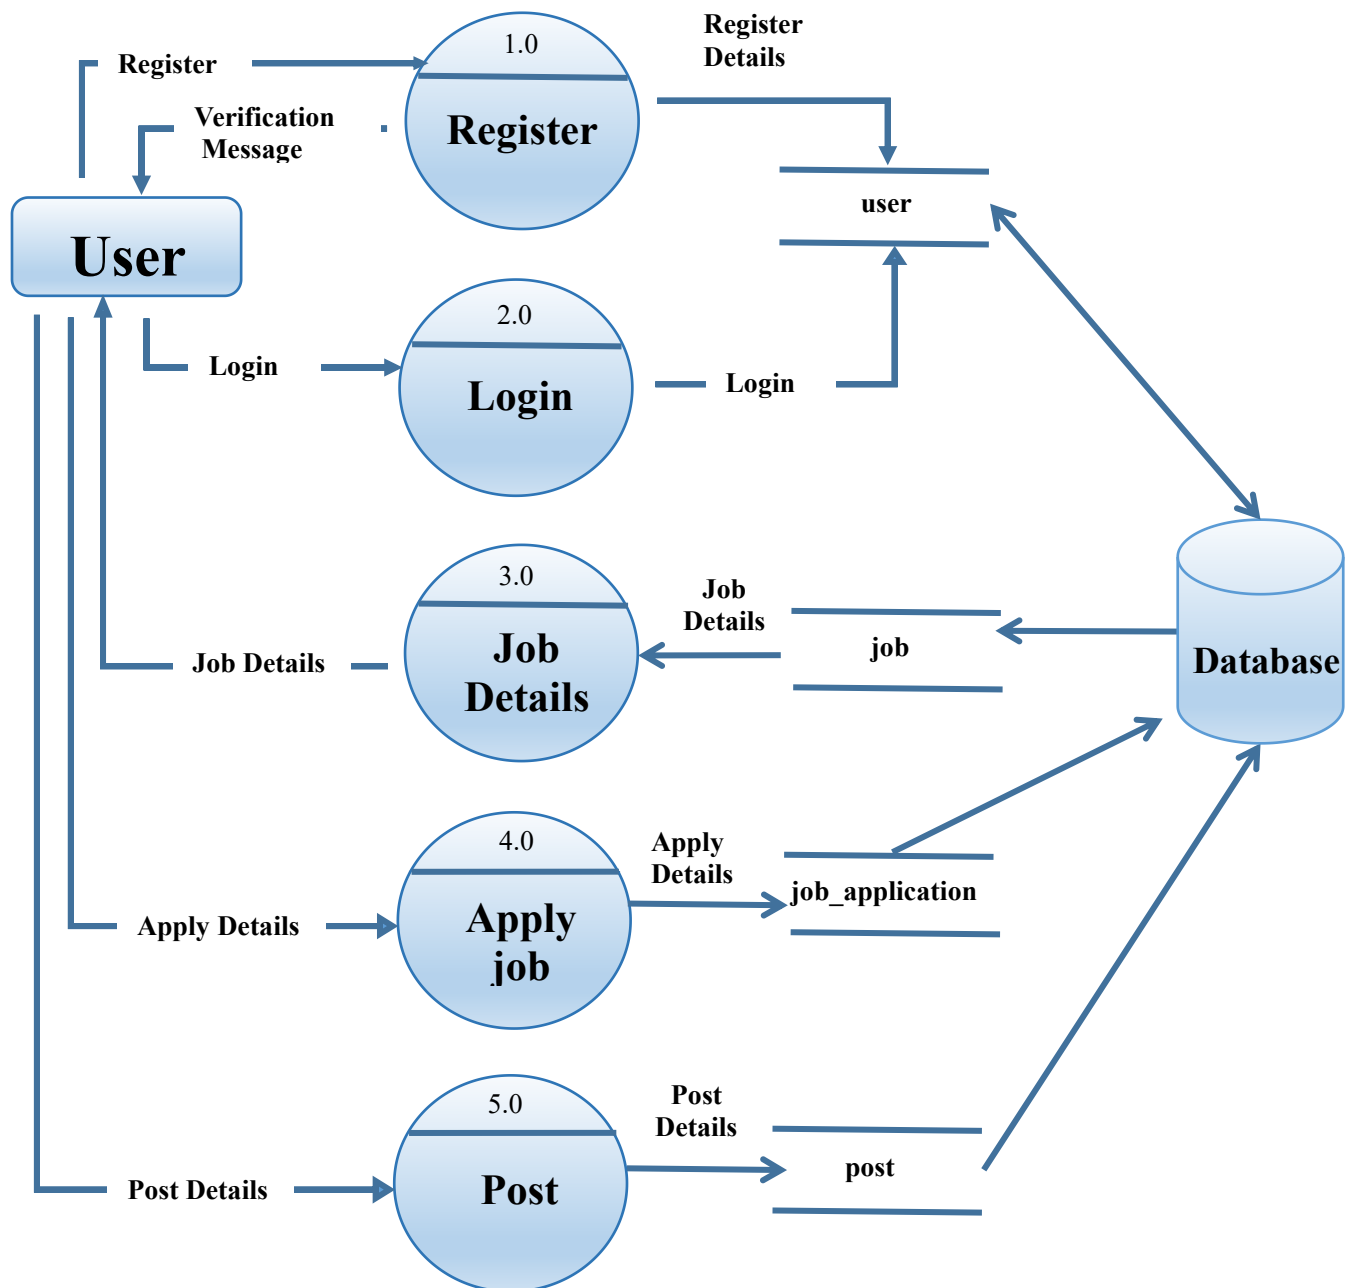 Register
Details
1.0
Register
Register
Verification
Message
user
User
2.0
Login
Login
Login
3.0
Job
Details
Job
Details
job
Job Details
Database
4.0
Apply
Details
Apply
job
job_application
Apply Details
5.0
Post
Details
Post
post
Post Details